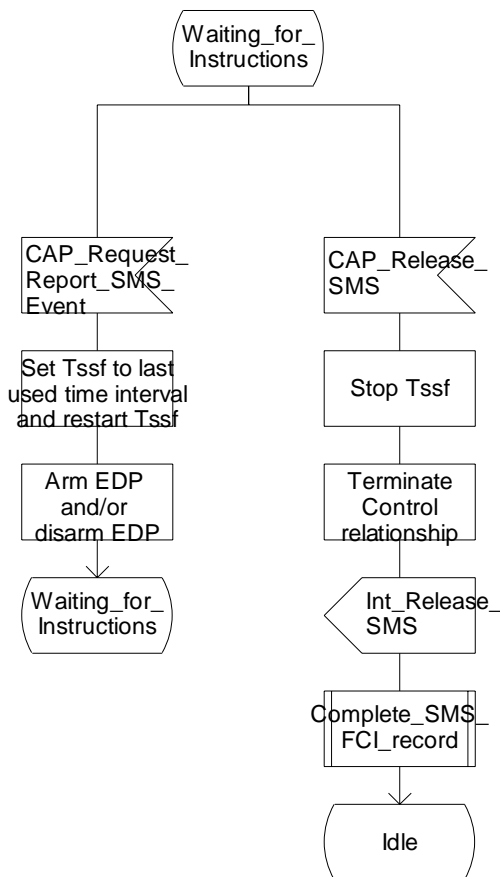 Waiting_for_
Instructions
CAP_Request_
Report_SMS_
Event
Set Tssf to last
used time interval
and restart Tssf
Arm EDP
and/or
disarm EDP
Waiting_for_
Instructions
CAP_Release_
SMS
Stop Tssf
Terminate
Control
relationship
Int_Release_
SMS
Complete_SMS_
FCI_record
Idle